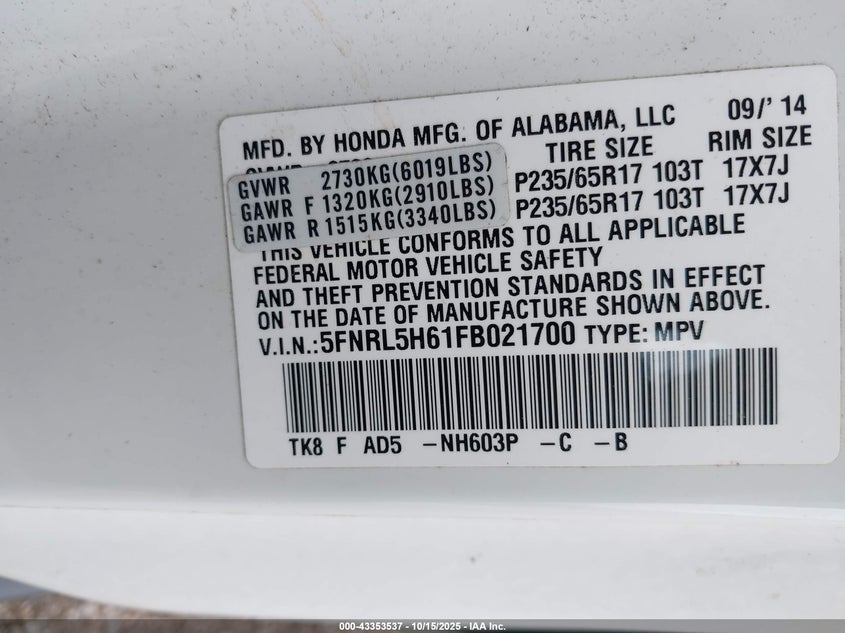 MFD. BY HONDA MFG. OF ALABAMA, LLC 09/' 14
TIRE SIZE RIM SIZE
GVWR 2730KG(6019LBS)
GAWR F 1320KG(2910LBS) P235/65R17 103T 17X7J
GAWR R 1515KG(3340LBS) P235/65R17 103T 17X7J
THIS VEHICLE CONFORMS TO ALL APPLICABLE
FEDERAL MOTOR VEHICLE SAFETY
AND THEFT PREVENTION STANDARDS IN EFFECT
ON THE DATE OF MANUFACTURE SHOWN ABOVE.
V.I.N.:5FNRL5H61FB021700 TYPE: MPV
TK8 F AD5 -NH603P -C -B
000-43353537 - 10/15/2025 - IAA Inc.